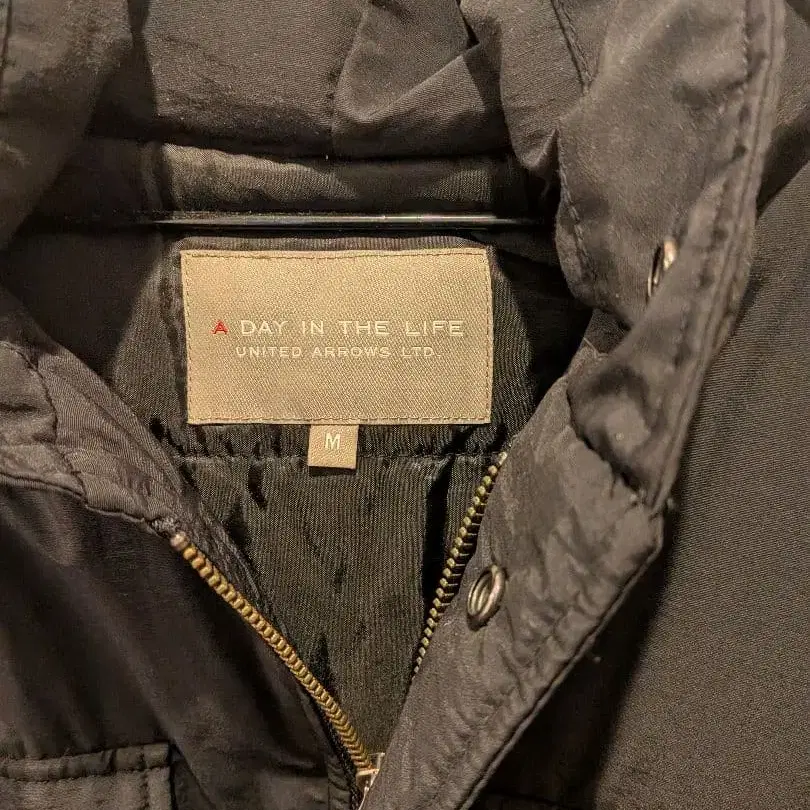 A DAY IN THE LIFE
UNITED ARROWS LTD.
M